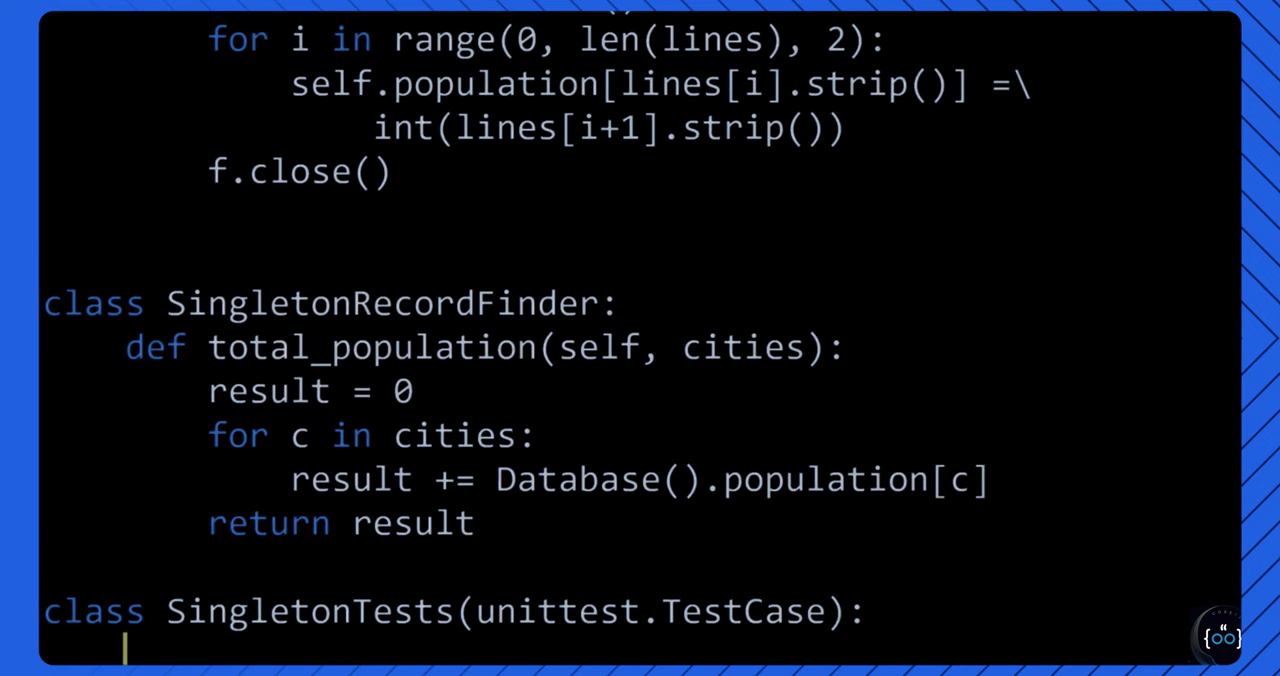 for i in range(0, len(lines), 2):
self.population[lines[i].strip()] =\
int(lines[i+1].strip())
f.close()
class SingletonRecordFinder:
def total_population(self, cities):
result = 0
for c in cities:
result += Database().population[c]
return result
class SingletonTests(unittest.TestCase):